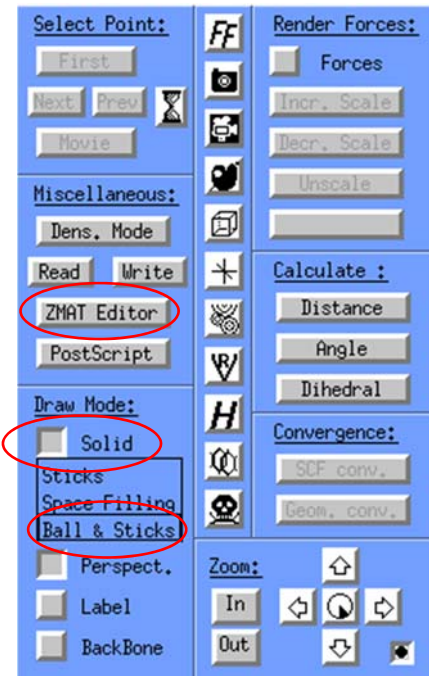 Select Point:
First
Next Prev
Movie
Miscellaneous:
Dens. Mode
Read Write
ZMAT Editor
PostScript
Draw Mode:
Solid
Sticks
Space Filling
Ball & Sticks
Perspect.
Label
BackBone
FF
VR
H
Render Forces:
Forces
Incr. Scale
Decr. Scale
Unscale
Calculate :
Distance
Angle
Dihedral
Convergence:
SCF conv.
Geom. conv.
Zoom:
In
Out